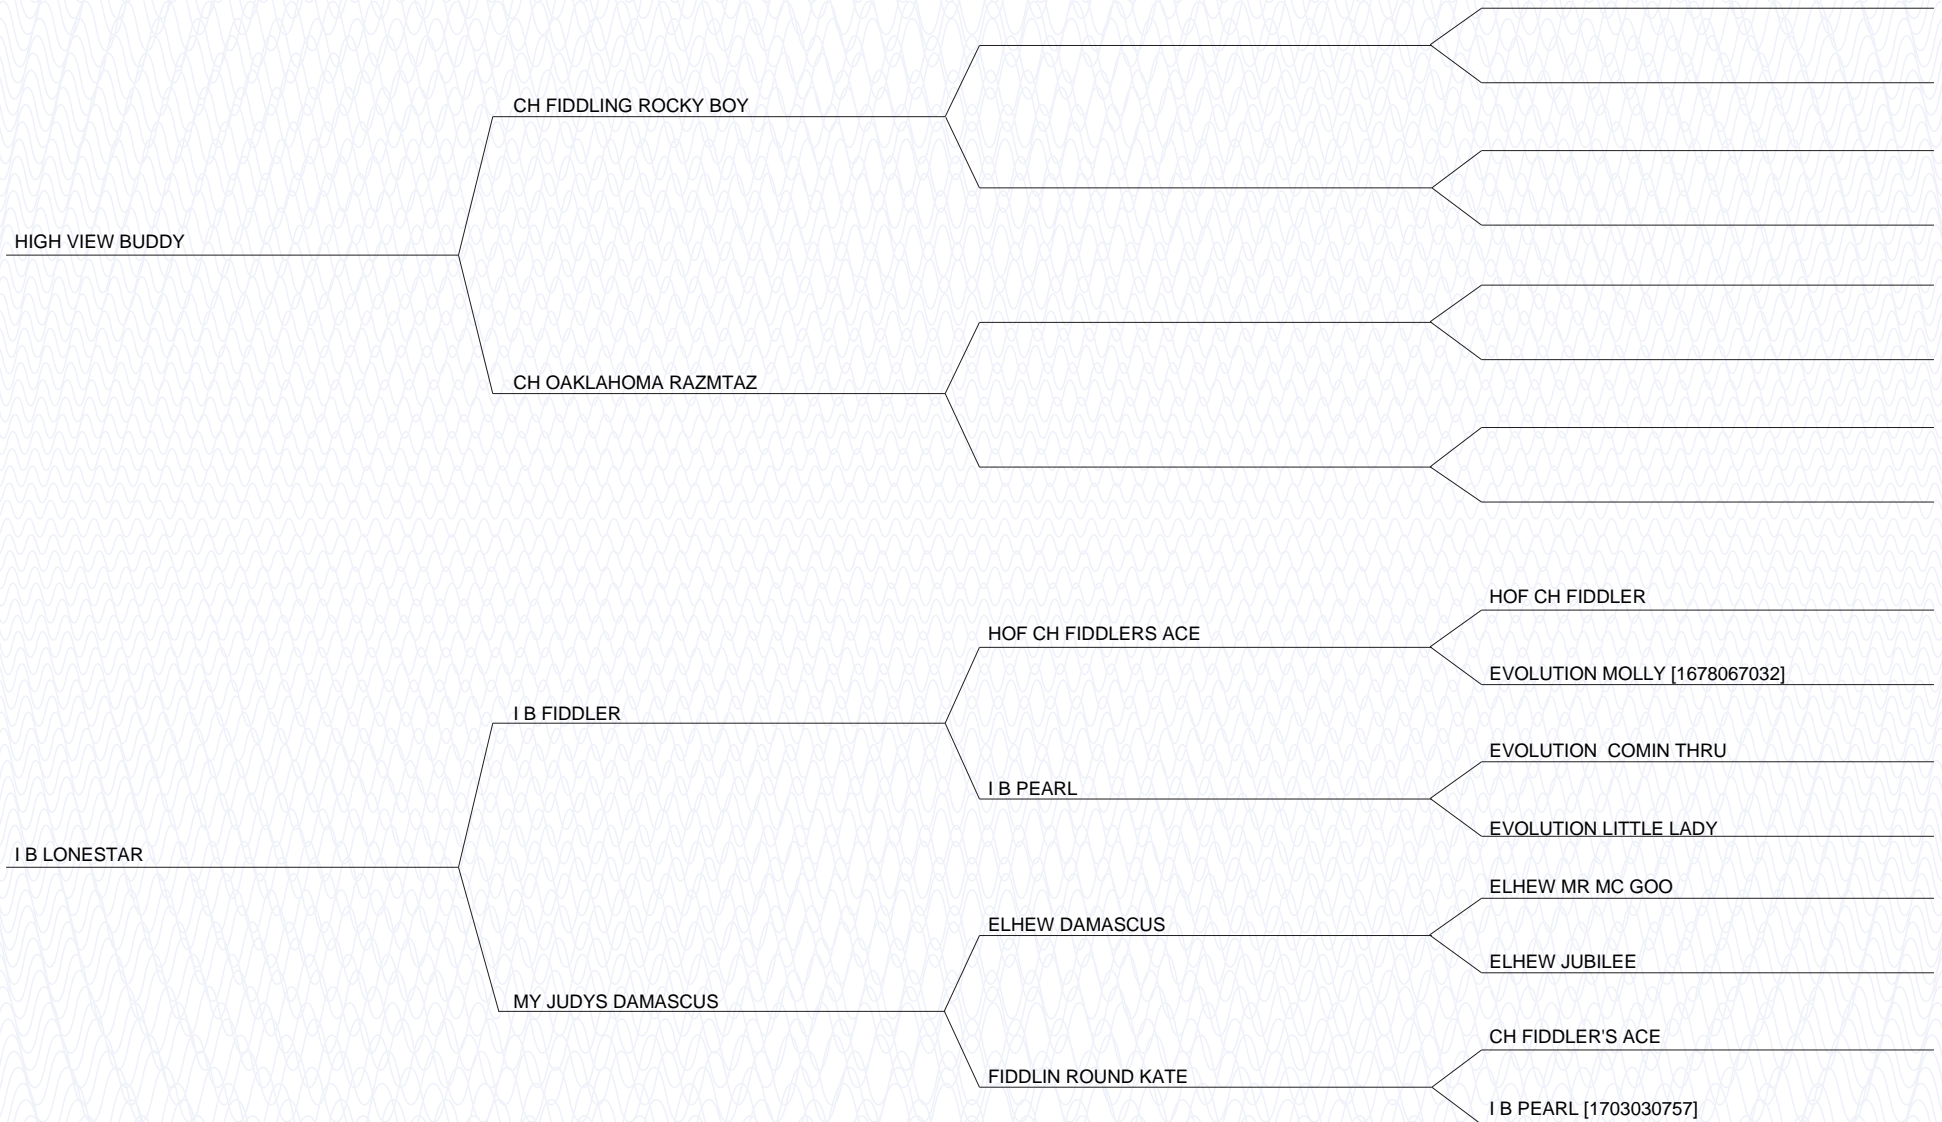 CH FIDDLING ROCKY BOY
HIGH VIEW BUDDY
CH OAKLAHOMA RAZMTAZ
HOF CH FIDDLER
HOF CH FIDDLERS ACE
EVOLUTION MOLLY [1678067032]
I B FIDDLER
EVOLUTION  COMIN THRU
I B PEARL
EVOLUTION LITTLE LADY
I B LONESTAR
ELHEW MR MC GOO
ELHEW DAMASCUS
ELHEW JUBILEE
MY JUDYS DAMASCUS
CH FIDDLER'S ACE
FIDDLIN ROUND KATE
I B PEARL [1703030757]